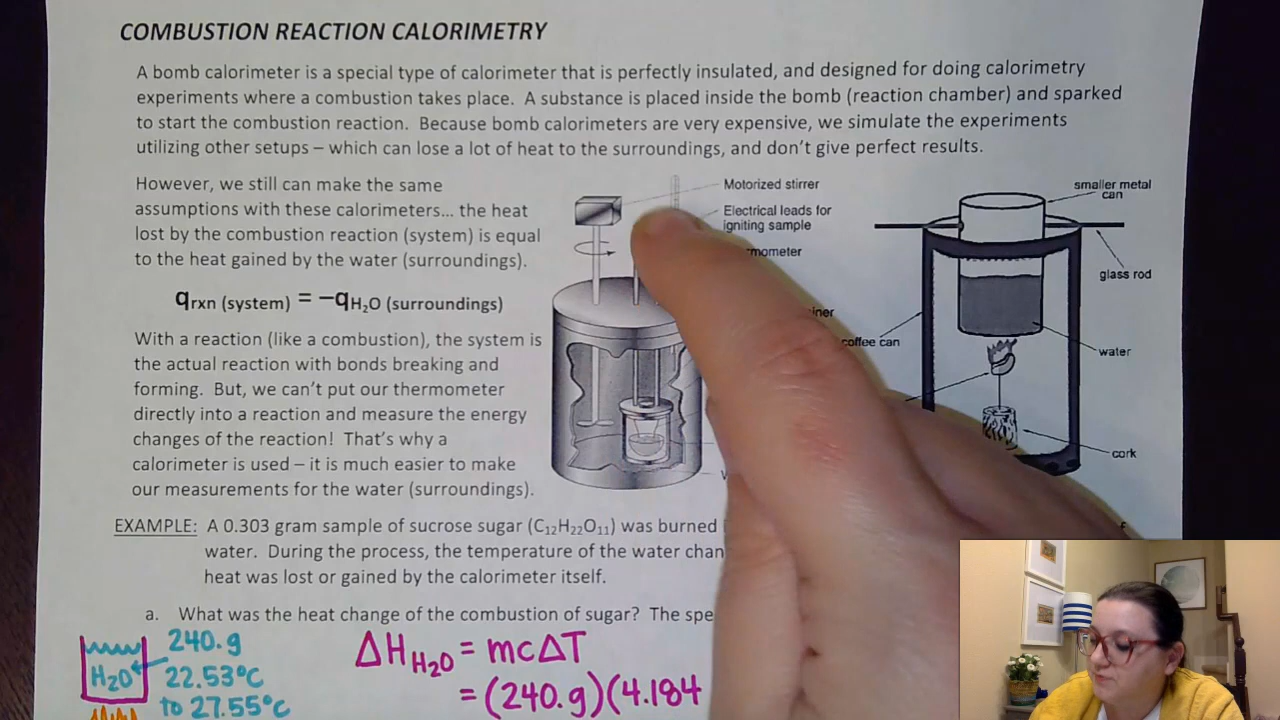 COMBUSTION REACTION CALORIMETRY
A bomb calorimeter is a special type of calorimeter that is perfectly insulated, and designed for doing calorimetry
experiments where a combustion takes place. A substance is placed inside the bomb (reaction chamber) and sparked
to start the combustion reaction. Because bomb calorimeters are very expensive, we simulate the experiments
utilizing other setups – which can lose a lot of heat to the surroundings, and don't give perfect results.
However, we still can make the same
assumptions with these calorimeters... the heat
lost by the combustion reaction (system) is equal
to the heat gained by the water (surroundings).
qrxn (system) = −qH₂O (surroundings)
With a reaction (like a combustion), the system is
the actual reaction with bonds breaking and
forming. But, we can't put our thermometer
directly into a reaction and measure the energy
changes of the reaction! That's why a
calorimeter is used – it is much easier to make
our measurements for the water (surroundings).
Motorized stirrer
Electrical leads for
igniting sample
smaller metal
can
glass rod
coffee can
water
cork
EXAMPLE: A 0.303 gram sample of sucrose sugar (C₁₂H₂₂O₁₁) was burned
water. During the process, the temperature of the water
heat was lost or gained by the calorimeter itself.
a. What was the heat change of the combustion of sugar? The
240.g
H₂O
22.53°C
to 27.55°C
ΔH H₂O = mcΔT
= (240.g)(4.184